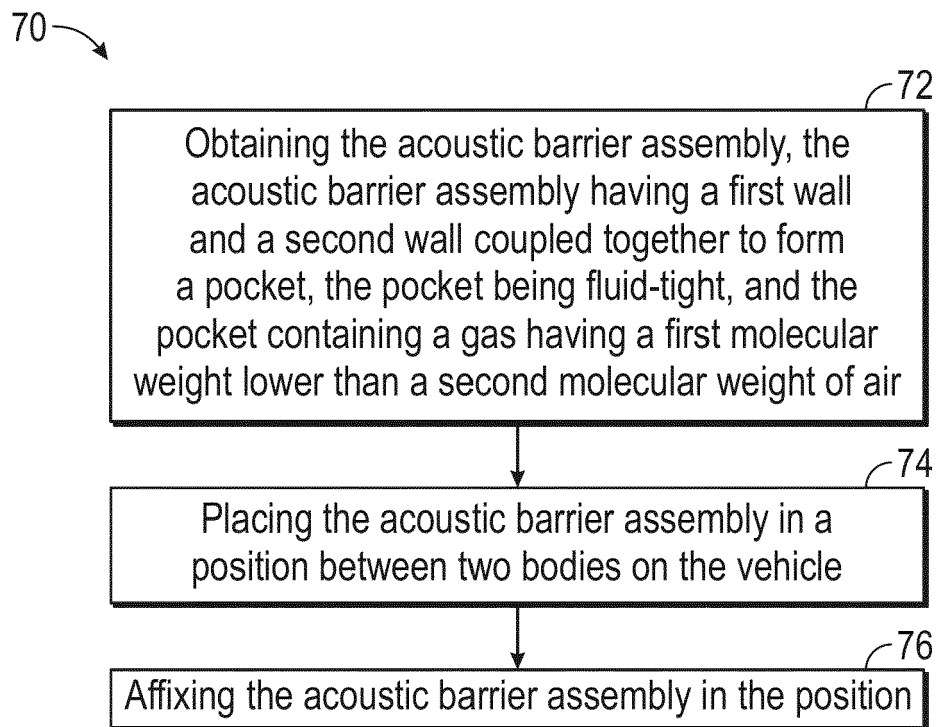 70
72
Obtaining the acoustic barrier assembly, the
acoustic barrier assembly having a first wall
and a second wall coupled together to form
a pocket, the pocket being fluid-tight, and the
pocket containing a gas having a first molecular
weight lower than a second molecular weight of air
74
Placing the acoustic barrier assembly in a
position between two bodies on the vehicle
76
Affixing the acoustic barrier assembly in the position